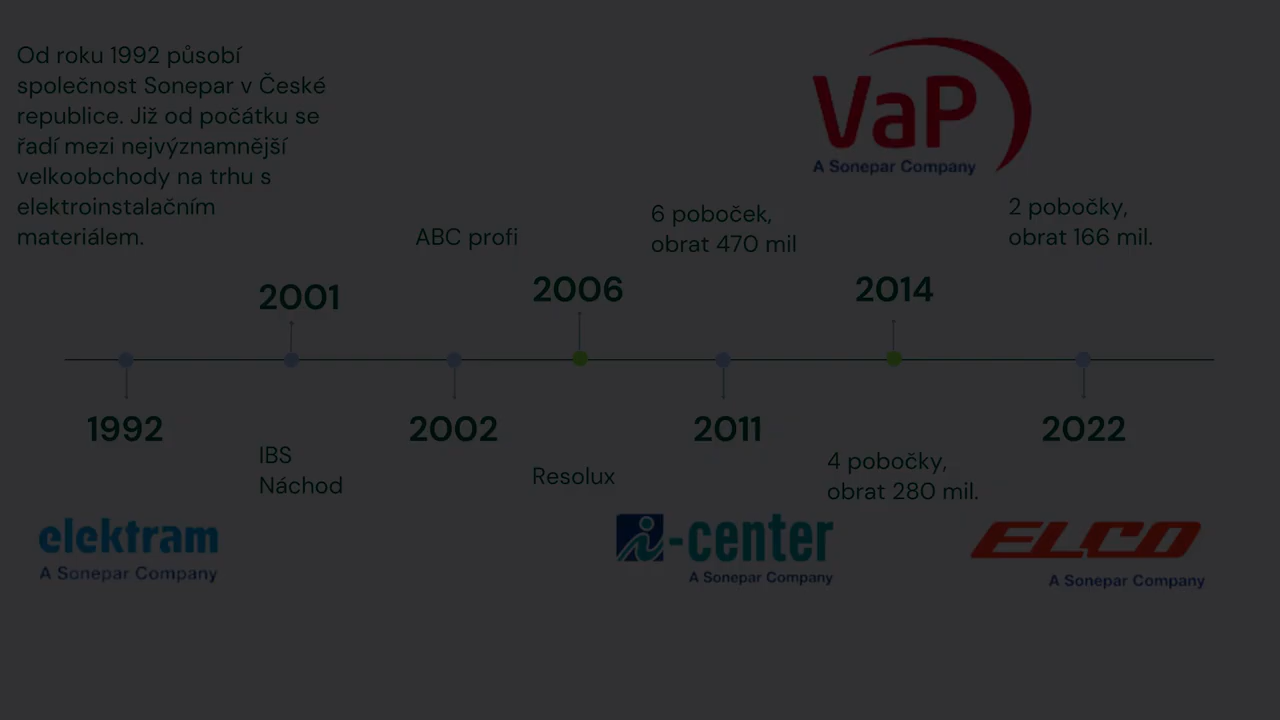 Od roku 1992 působí
společnost Sonepar v České
republice. Již od počátku se
řadí mezi nejvýznamnější
velkoobchody na trhu s
elektroinstalačním
materiálem.
VaP
A Sonepar Company
ABC profi
6 poboček,
obrat 470 mil
2 pobočky,
obrat 166 mil.
2001
2006
2014
1992
2002
2011
2022
IBS
Náchod
Resolux
4 pobočky,
obrat 280 mil.
elektram
A Sonepar Company
i-center
A Sonepar Company
ELCO
A Sonepar Company